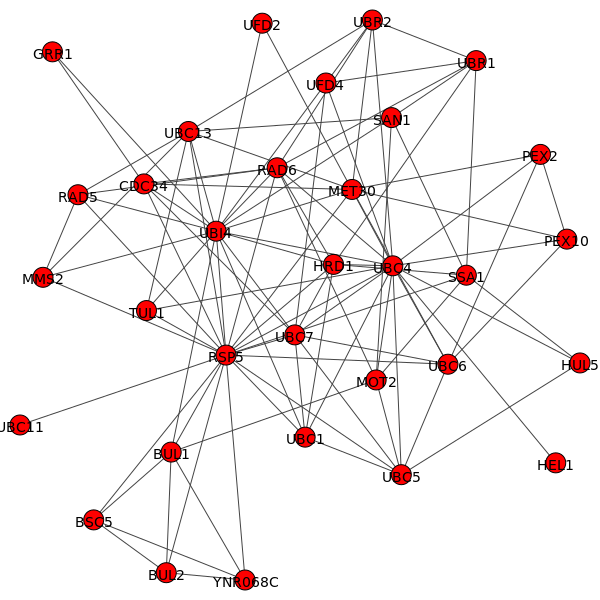 UFD2
UBR2
GRR1
UBR1
UFD4
SAN1
UBC13
PEX2
RAD6
CDC34
MET30
RAD5
UBI4
PEX10
HRD1
UBC4
SSA1
MMS2
TUL1
UBC7
RSP5
UBC6
HUL5
MOT2
UBC11
UBC1
BUL1
HEL1
UBC5
BSC5
BUL2
YNR068C